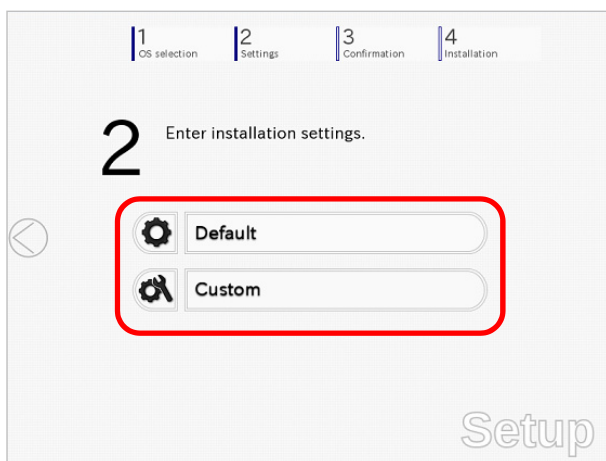 1
OS selection
2
Settings
3
Confirmation
4
Installation
2
Enter installation settings.
Default
Custom
Setup